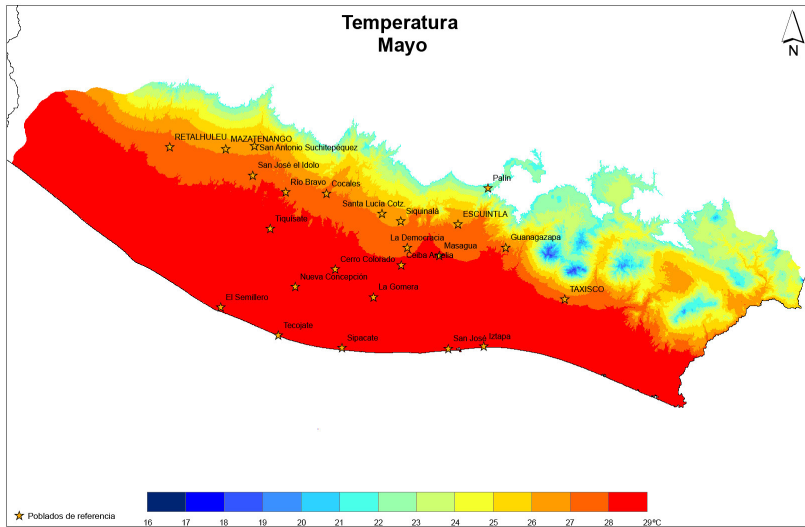 Temperatura
Mayo
N
RETALHULEU
MAZATENANGO
San Antonio Suchitepéquez
San José el Idolo
Río Bravo
Cocales
Palín
Santa Lucía Cotz.
Siquinalá
ESCUINTLA
Tiquisate
La Democracia
Masagua
Guanagazapa
Cerro Colorado
Ceiba Amelia
Nueva Concepción
La Gomera
El Semillero
TAXISCO
Tecojate
Sipacate
San José
Iztapa
16 17 18 19 20 21 22 23 24 25 26 27 28 29ºC
Poblados de referencia